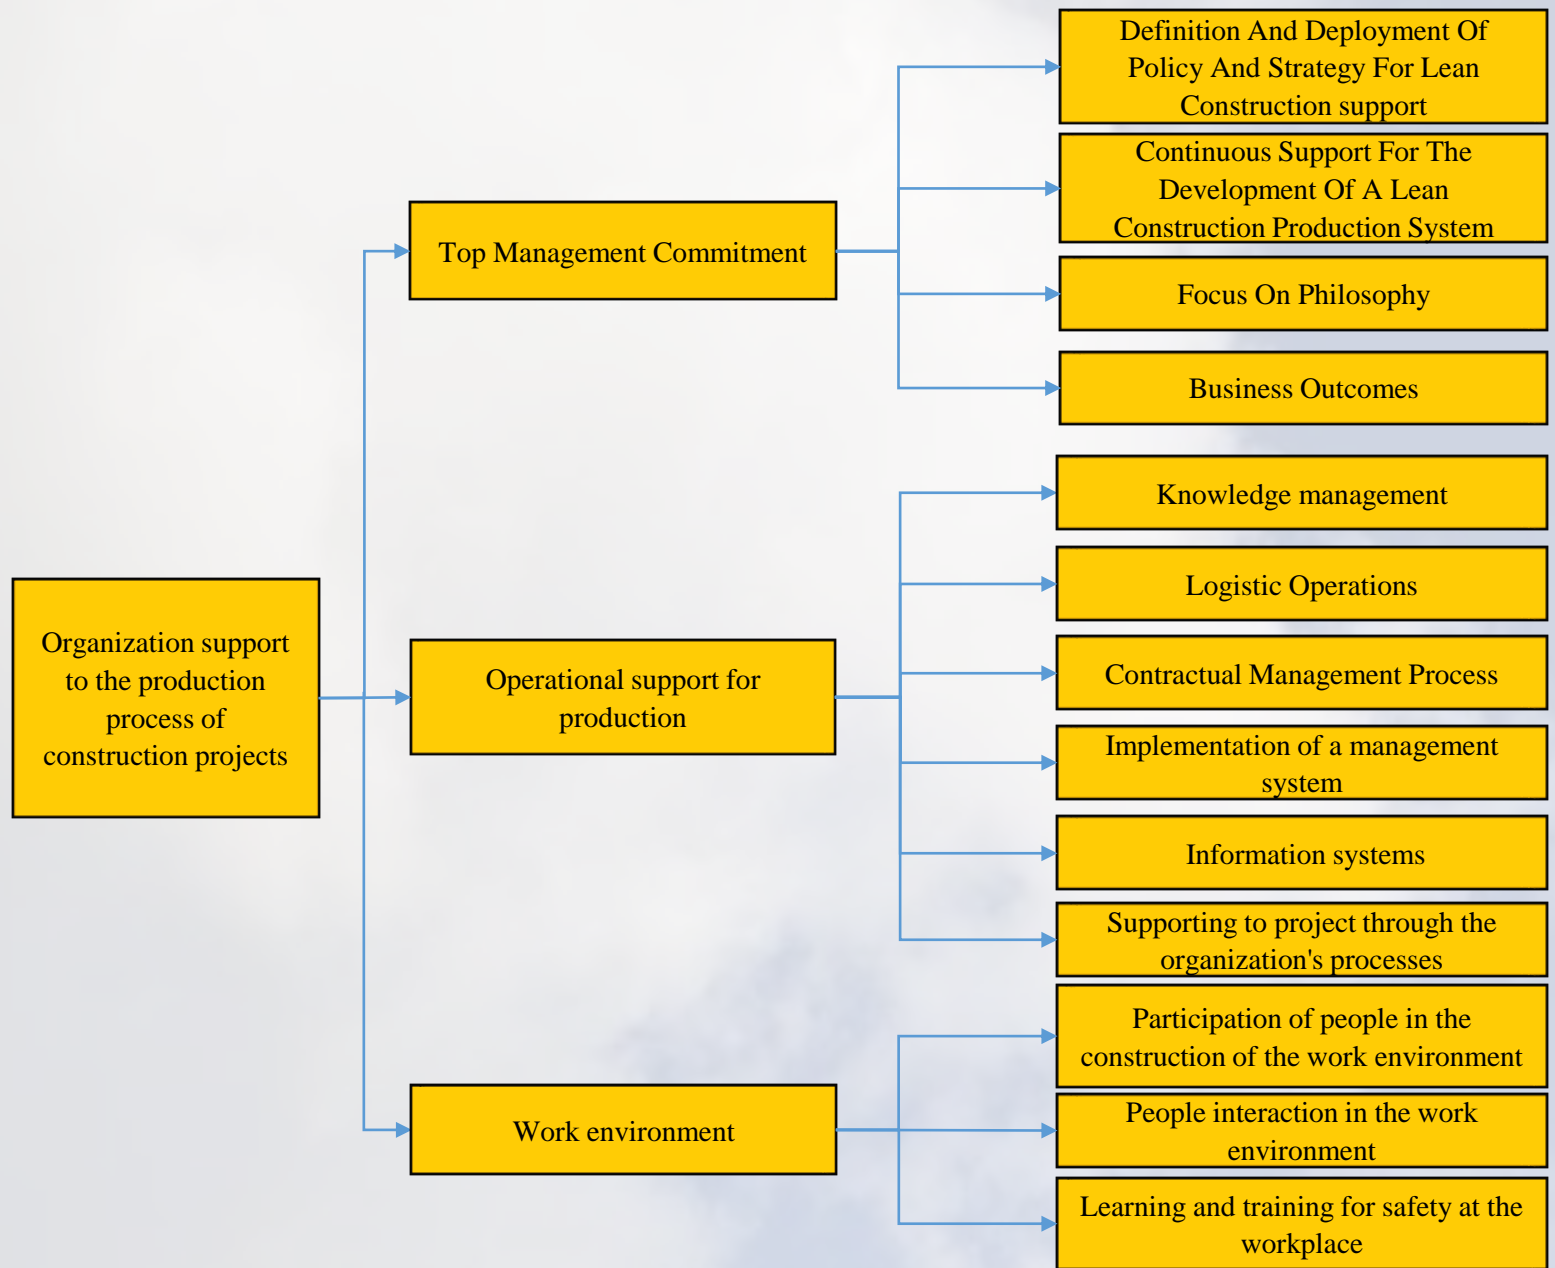 Organization support
to the production
process of
construction projects
Top Management Commitment
Definition And Deployment Of
Policy And Strategy For Lean
Construction support
Continuous Support For The
Development Of A Lean
Construction Production System
Focus On Philosophy
Business Outcomes
Operational support for
production
Knowledge management
Logistic Operations
Contractual Management Process
Implementation of a management
system
Information systems
Supporting to project through the
organization's processes
Work environment
Participation of people in the
construction of the work environment
People interaction in the work
environment
Learning and training for safety at the
workplace